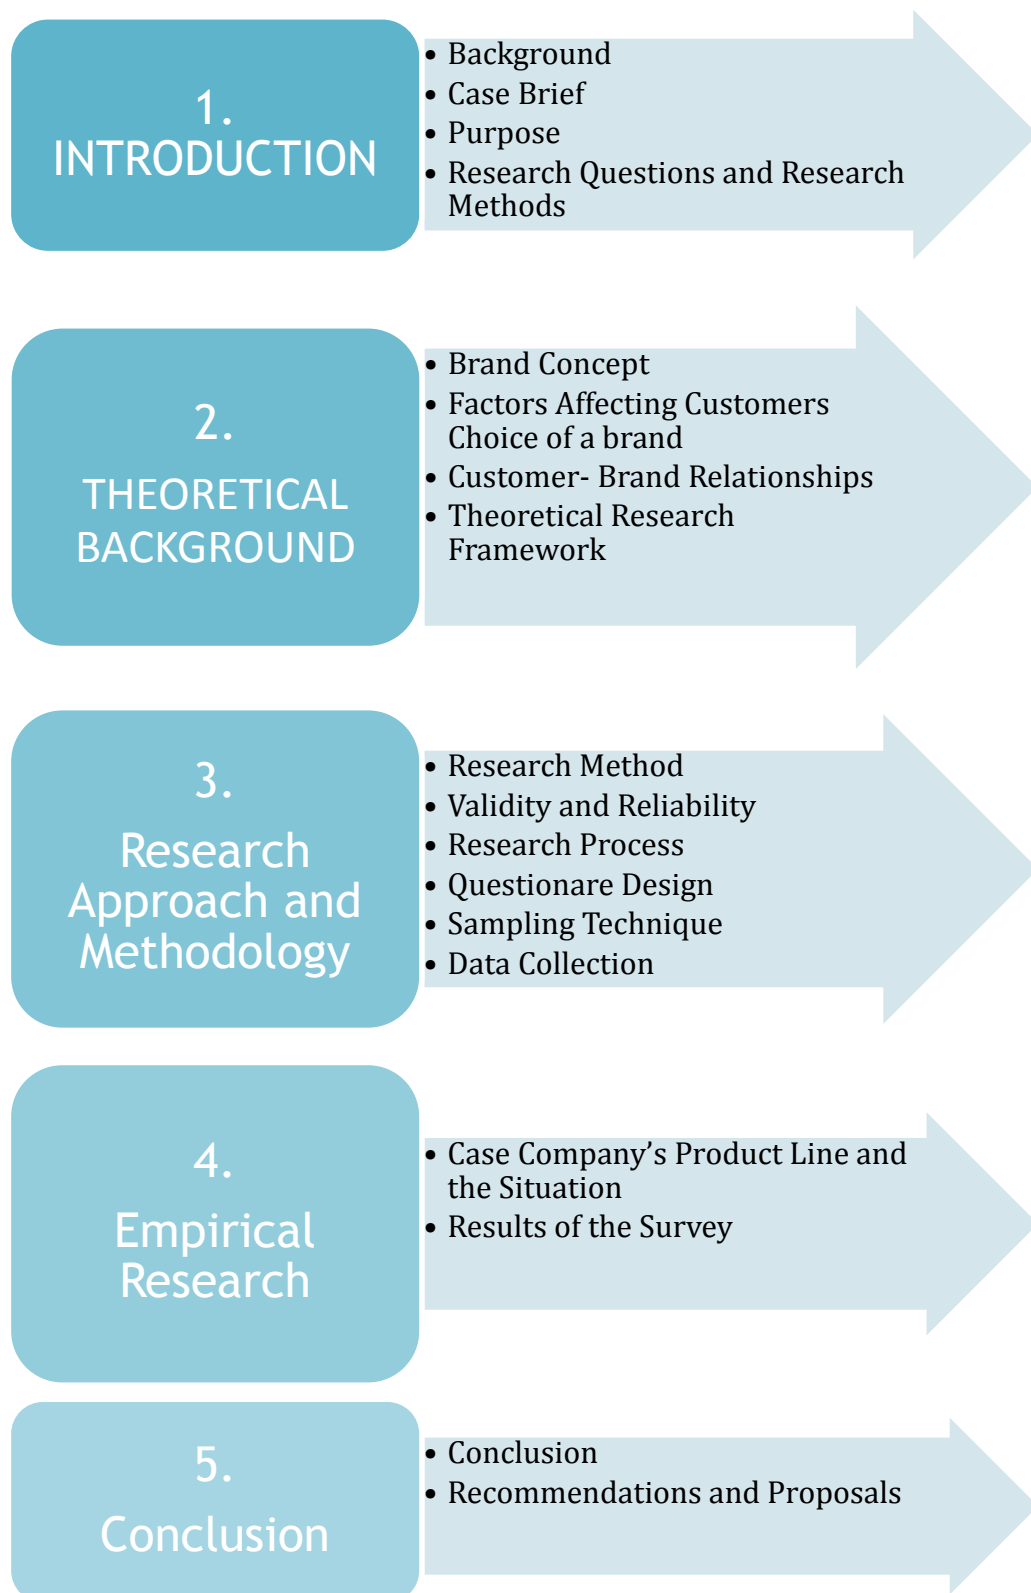 1.
INTRODUCTION
• Background
• Case Brief
• Purpose
• Research Questions and Research
Methods
2.
THEORETICAL
BACKGROUND
• Brand Concept
• Factors Affecting Customers
Choice of a brand
• Customer- Brand Relationships
• Theoretical Research
Framework
3.
Research
Approach and
Methodology
• Research Method
• Validity and Reliability
• Research Process
• Questionare Design
• Sampling Technique
• Data Collection
4.
Empirical
Research
• Case Company’s Product Line and
the Situation
• Results of the Survey
5.
Conclusion
• Conclusion
• Recommendations and Proposals